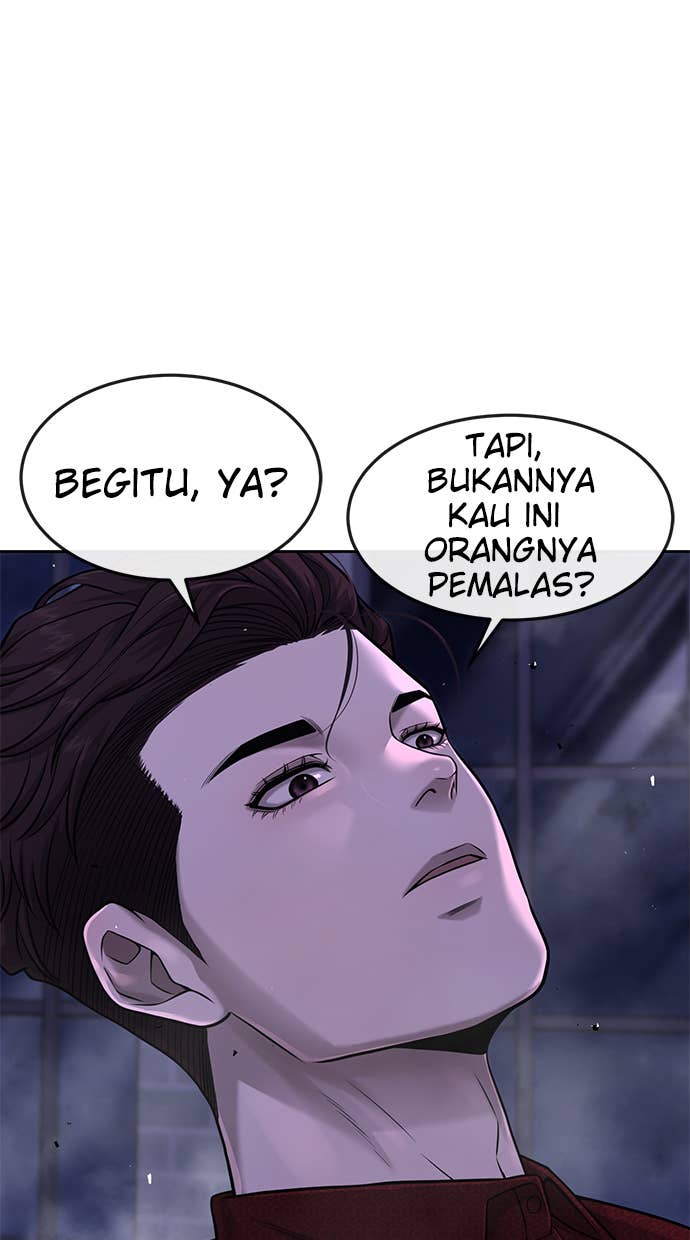 BEGITU, YA?
TAPI,
BUKANNYA
KAU INI
ORANGNYA
PEMALAS?